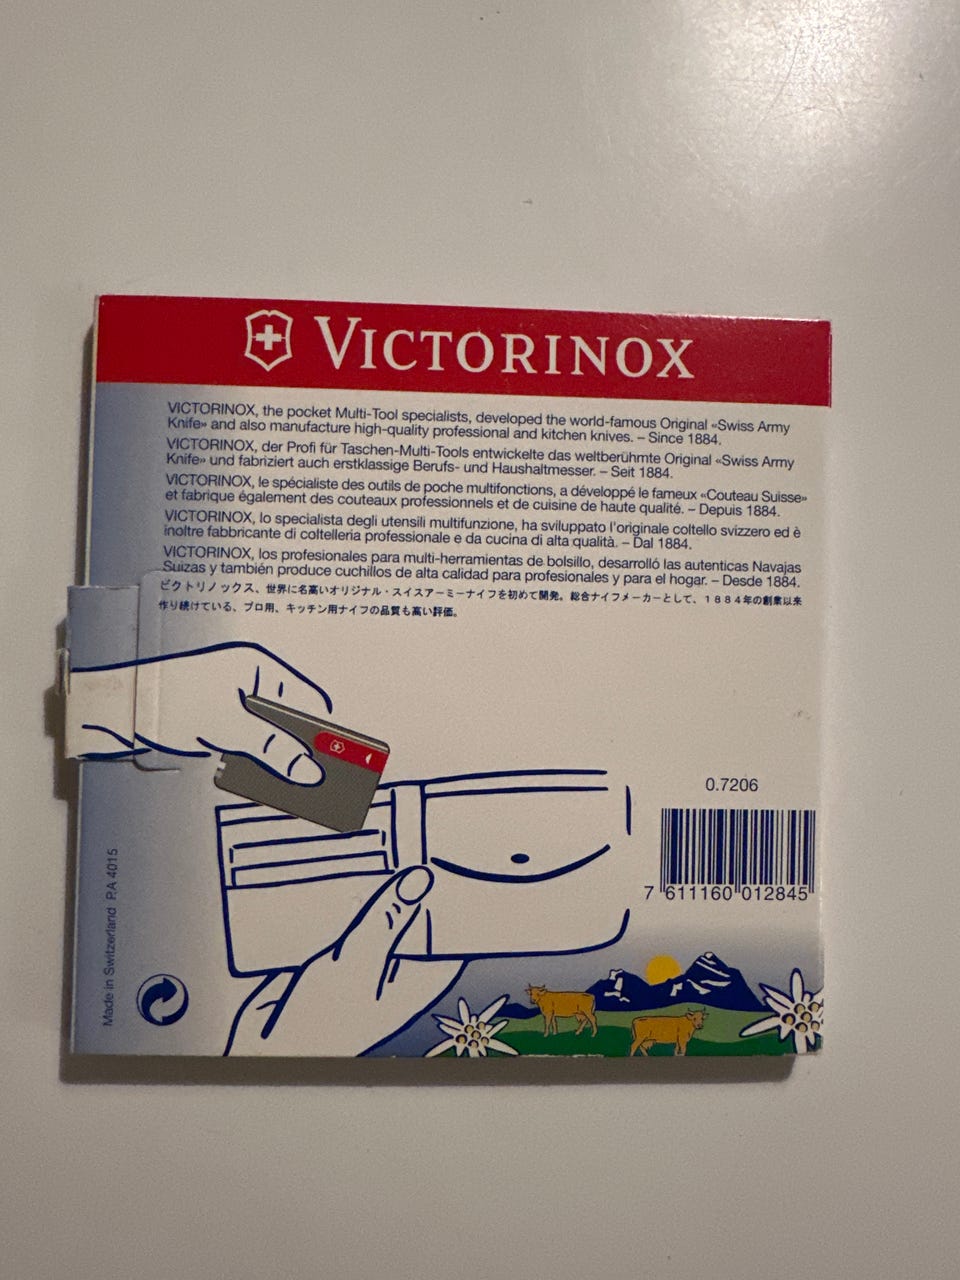 VICTORINOX
VICTORINOX, the pocket Multi-Tool specialists, developed the world-famous Original «Swiss Army
Knife» and also manufacture high-quality professional and kitchen knives. – Since 1884.
VICTORINOX, der Profi für Taschen-Multi-Tools entwickelte das weltberühmte Original «Swiss Army
Knife» und fabriziert auch erstklassige Berufs- und Haushaltmesser. – Seit 1884.
VICTORINOX, le spécialiste des outils de poche multifonctions, a développé le fameux «Couteau Suisse»
et fabrique également des couteaux professionnels et de cuisine de haute qualité. – Depuis 1884.
VICTORINOX, lo specialista degli utensili multifunzione, ha sviluppato l'originale coltello svizzero ed è
inoltre fabbricante di coltelleria professionale e da cucina di alta qualità. – Dal 1884.
VICTORINOX, los profesionales para multi-herramientas de bolsillo, desarrolló las autenticas Navajas
Suizas y también produce cuchillos de alta calidad para profesionales y para el hogar. – Desde 1884.
ビクトリノックス、世界に名高いオリジナル・スイスアーミーナイフを初めて開発。総合ナイフメーカーとして、1884年の創業以来
作り続けている、プロ用、キッチン用ナイフの品質も高い評価。
0.7206
7 611160 012845
Made in Switzerland P.A 4015